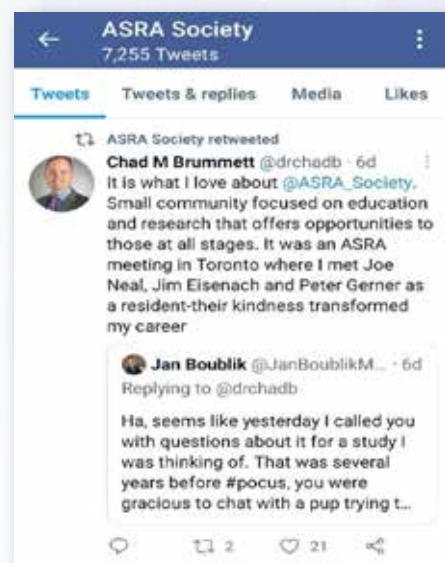 ASRA Society
7,255 Tweets
Tweets Tweets & replies Media Likes
ASRA Society retweeted
Chad M Brummett @drchadb · 6d
It is what I love about @ASRA_Society.
Small community focused on education
and research that offers opportunities to
those at all stages. It was an ASRA
meeting in Toronto where I met Joe
Neal, Jim Eisenach and Peter Gerner as
a resident-their kindness transformed
my career
Jan Boublik @JanBoublikM... · 6d
Replying to @drchadb
Ha, seems like yesterday I called you
with questions about it for a study I
was thinking of. That was several
years before #pocus, you were
gracious to chat with a pup trying t...
2 21